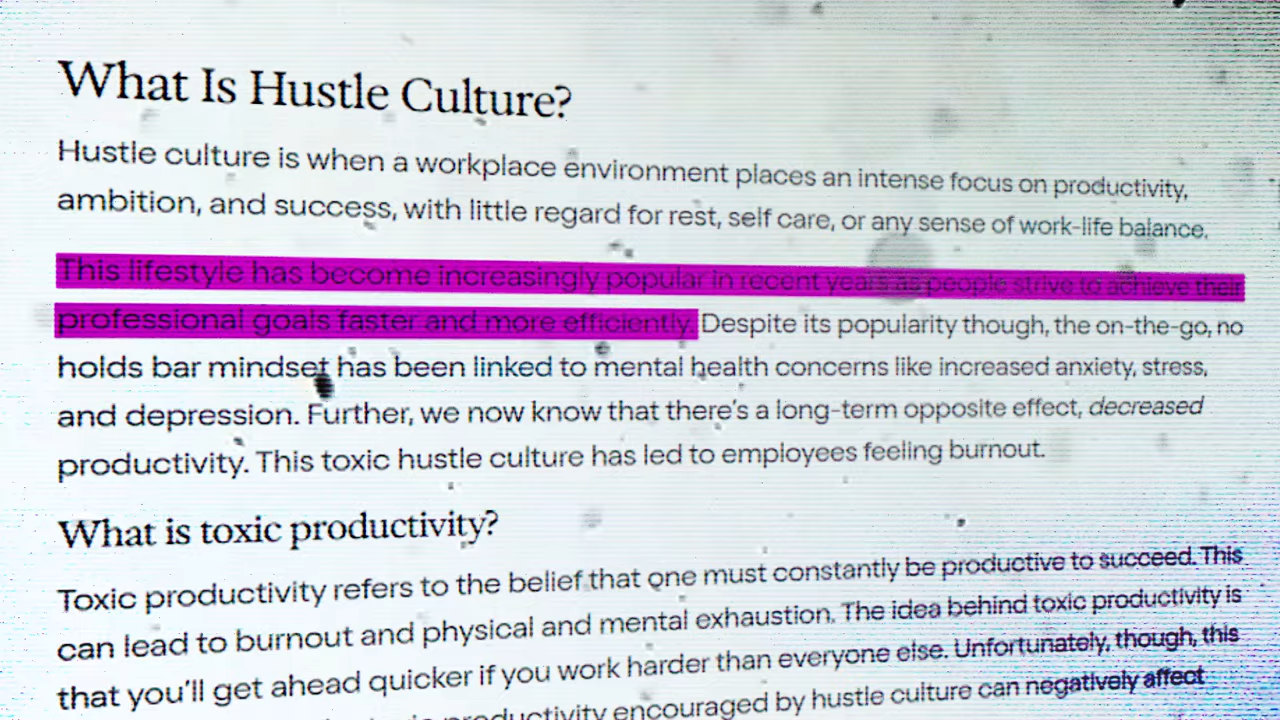 What Is Hustle Culture?
Hustle culture is when a workplace environment places an intense focus on productivity,
ambition, and success, with little regard for rest, self care, or any sense of work-life balance.
This lifestyle has become increasingly popular in recent years as people strive to achieve their
professional goals faster and more efficiently. Despite its popularity though, the on-the-go, no
holds bar mindset has been linked to mental health concerns like increased anxiety, stress,
and depression. Further, we now know that there's a long-term opposite effect, decreased
productivity. This toxic hustle culture has led to employees feeling burnout.
What is toxic productivity?
Toxic productivity refers to the belief that one must constantly be productive to succeed. This
can lead to burnout and physical and mental exhaustion. The idea behind toxic productivity is
that you'll get ahead quicker if you work harder than everyone else. Unfortunately, though, this
productivity encouraged by hustle culture can negatively affect